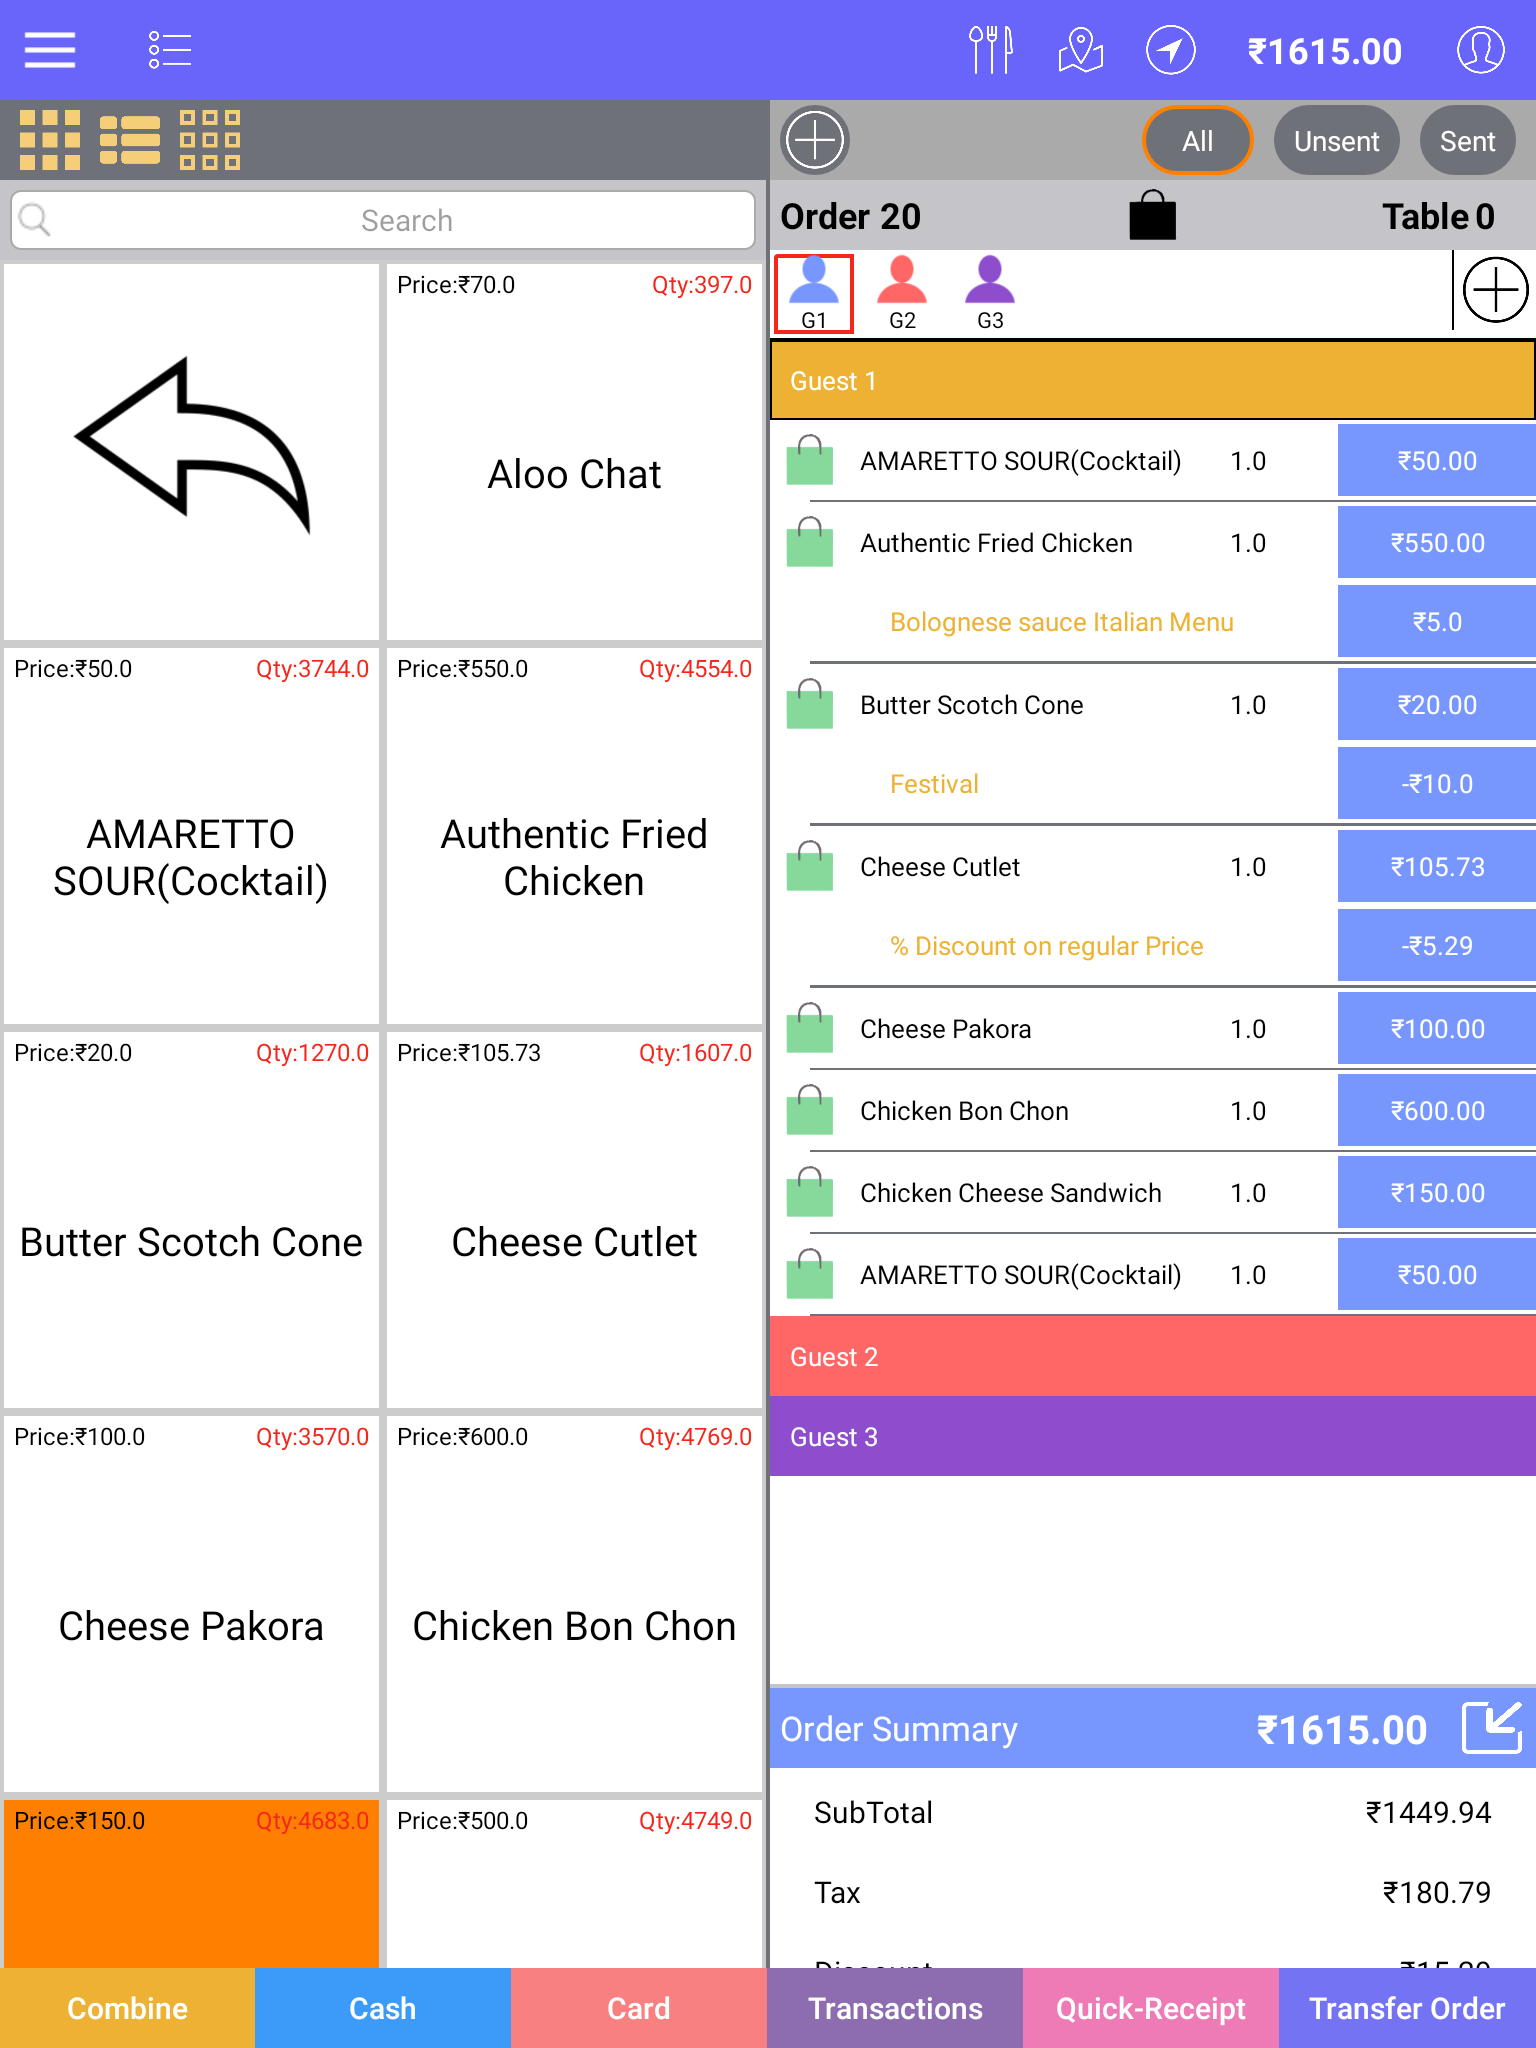 ₹1615.00
All
Unsent
Sent
Search
Order 20
Table 0
G1
G2
G3
Price:₹70.0
Qty:397.0
Aloo Chat
Price:₹50.0
Qty:3744.0
AMARETTO
SOUR(Cocktail)
Price:₹550.0
Qty:4554.0
Authentic Fried
Chicken
Price:₹20.0
Qty:1270.0
Butter Scotch Cone
Price:₹105.73
Qty:1607.0
Cheese Cutlet
Price:₹100.0
Qty:3570.0
Cheese Pakora
Price:₹600.0
Qty:4769.0
Chicken Bon Chon
Price:₹150.0
Qty:4683.0
Price:₹500.0
Qty:4749.0
Guest 1
AMARETTO SOUR(Cocktail) 1.0 ₹50.00
Authentic Fried Chicken 1.0 ₹550.00
Bolognese sauce Italian Menu ₹5.0
Butter Scotch Cone 1.0 ₹20.00
Festival -₹10.0
Cheese Cutlet 1.0 ₹105.73
% Discount on regular Price -₹5.29
Cheese Pakora 1.0 ₹100.00
Chicken Bon Chon 1.0 ₹600.00
Chicken Cheese Sandwich 1.0 ₹150.00
AMARETTO SOUR(Cocktail) 1.0 ₹50.00
Guest 2
Guest 3
Order Summary ₹1615.00
SubTotal ₹1449.94
Tax ₹180.79
Combine
Cash
Card
Transactions
Quick-Receipt
Transfer Order